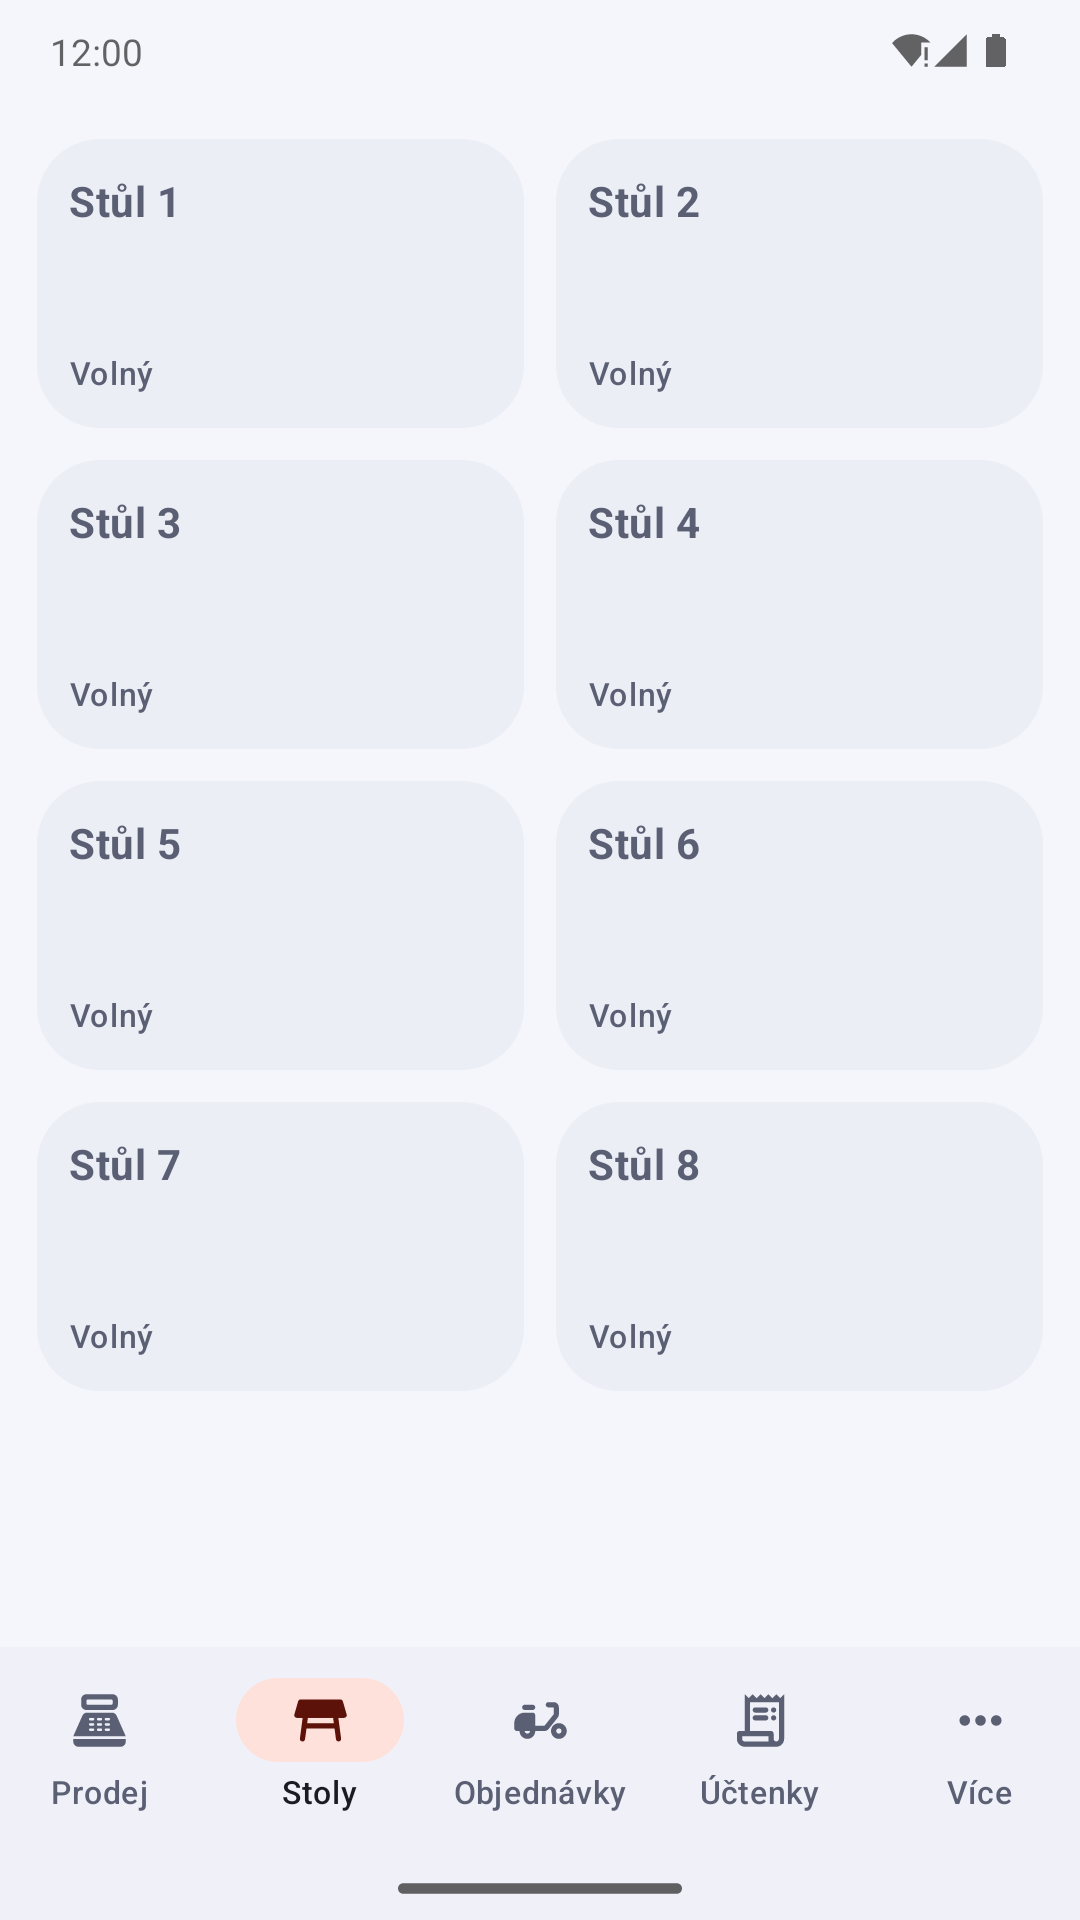 12:00
Stůl 1
Stůl 2
Volný
Volný
Stůl 3
Stůl 4
Volný
Volný
Stůl 5
Stůl 6
Volný
Volný
Stůl 7
Stůl 8
Volný
Volný
Prodej
Stoly
Objednávky
Účtenky
Více